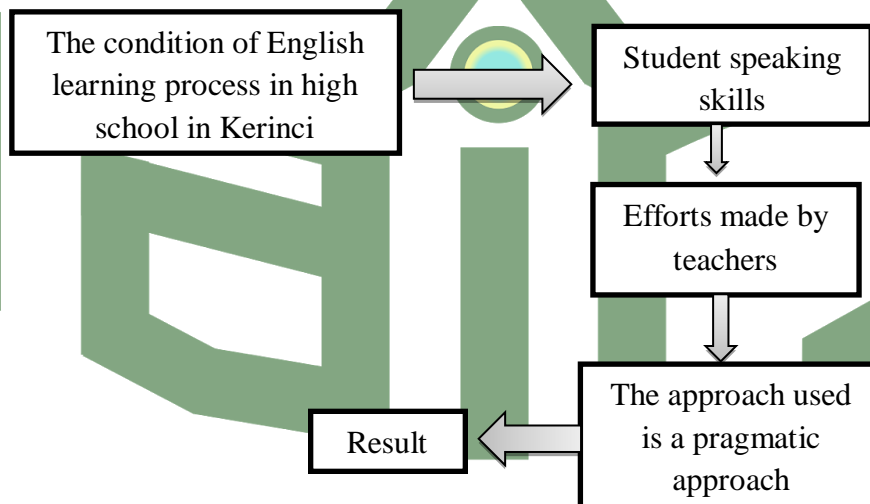 The condition of English
learning process in high
school in Kerinci
Student speaking
skills
Efforts made by
teachers
The approach used
is a pragmatic
approach
Result